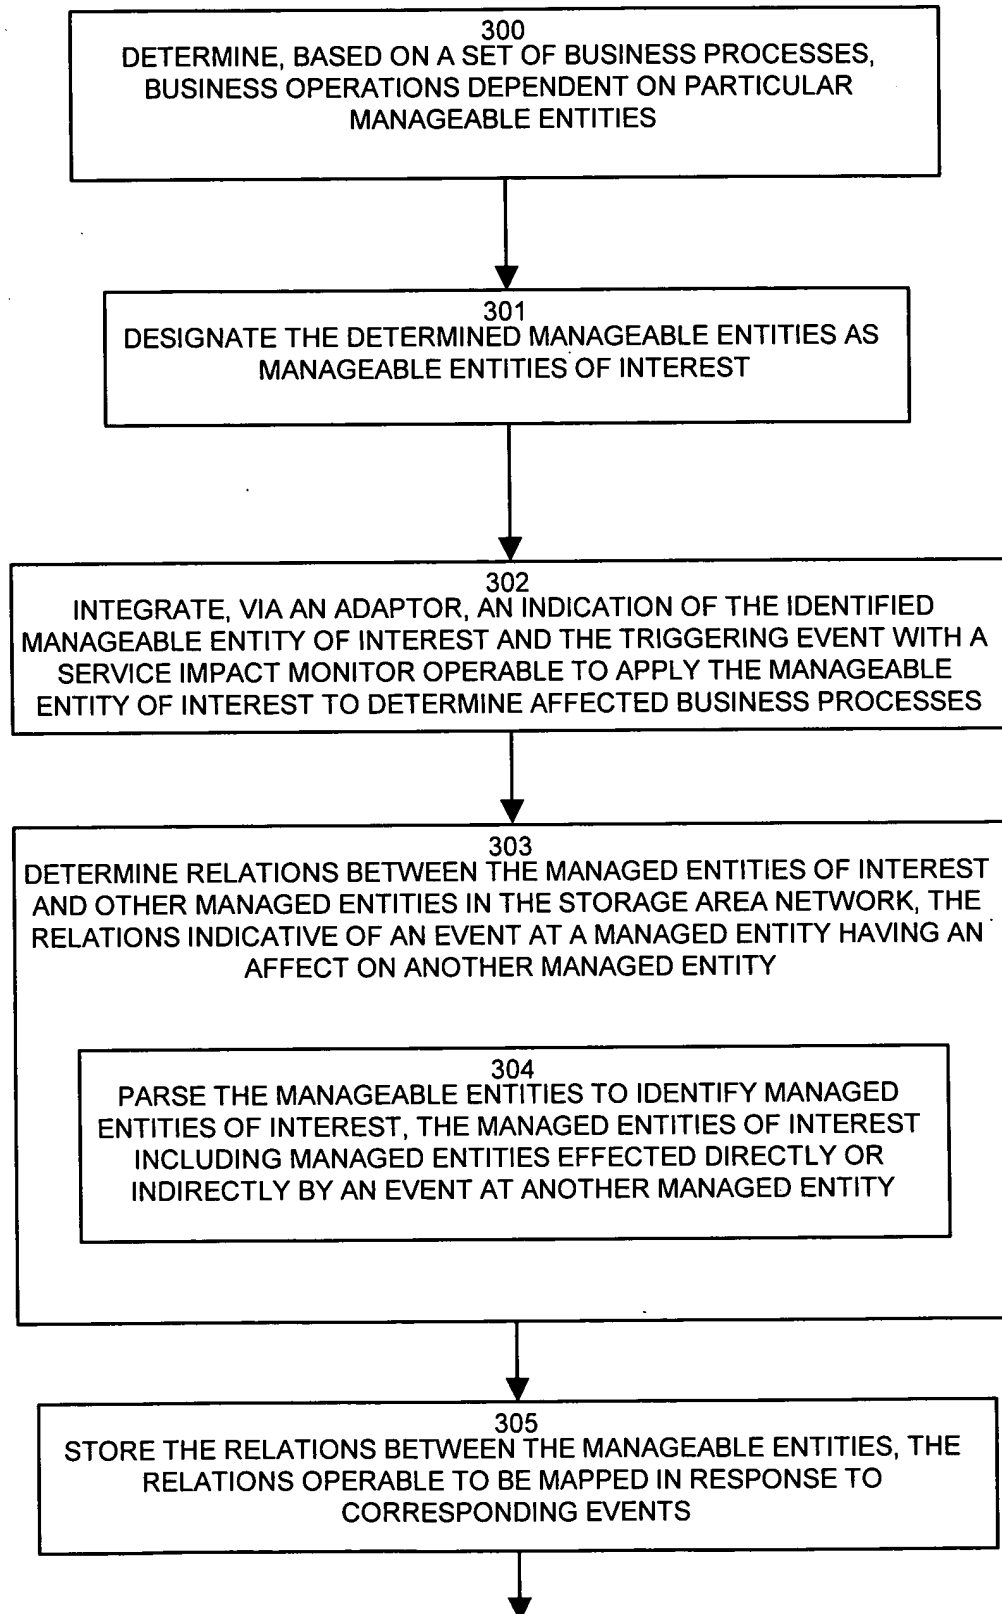 300
DETERMINE, BASED ON A SET OF BUSINESS PROCESSES,
BUSINESS OPERATIONS DEPENDENT ON PARTICULAR
MANAGEABLE ENTITIES
301
DESIGNATE THE DETERMINED MANAGEABLE ENTITIES AS
MANAGEABLE ENTITIES OF INTEREST
302
INTEGRATE, VIA AN ADAPTOR, AN INDICATION OF THE IDENTIFIED
MANAGEABLE ENTITY OF INTEREST AND THE TRIGGERING EVENT WITH A
SERVICE IMPACT MONITOR OPERABLE TO APPLY THE MANAGEABLE
ENTITY OF INTEREST TO DETERMINE AFFECTED BUSINESS PROCESSES
303
DETERMINE RELATIONS BETWEEN THE MANAGED ENTITIES OF INTEREST
AND OTHER MANAGED ENTITIES IN THE STORAGE AREA NETWORK, THE
RELATIONS INDICATIVE OF AN EVENT AT A MANAGED ENTITY HAVING AN
AFFECT ON ANOTHER MANAGED ENTITY
304
PARSE THE MANAGEABLE ENTITIES TO IDENTIFY MANAGED
ENTITIES OF INTEREST, THE MANAGED ENTITIES OF INTEREST
INCLUDING MANAGED ENTITIES EFFECTED DIRECTLY OR
INDIRECTLY BY AN EVENT AT ANOTHER MANAGED ENTITY
305
STORE THE RELATIONS BETWEEN THE MANAGEABLE ENTITIES, THE
RELATIONS OPERABLE TO BE MAPPED IN RESPONSE TO
CORRESPONDING EVENTS